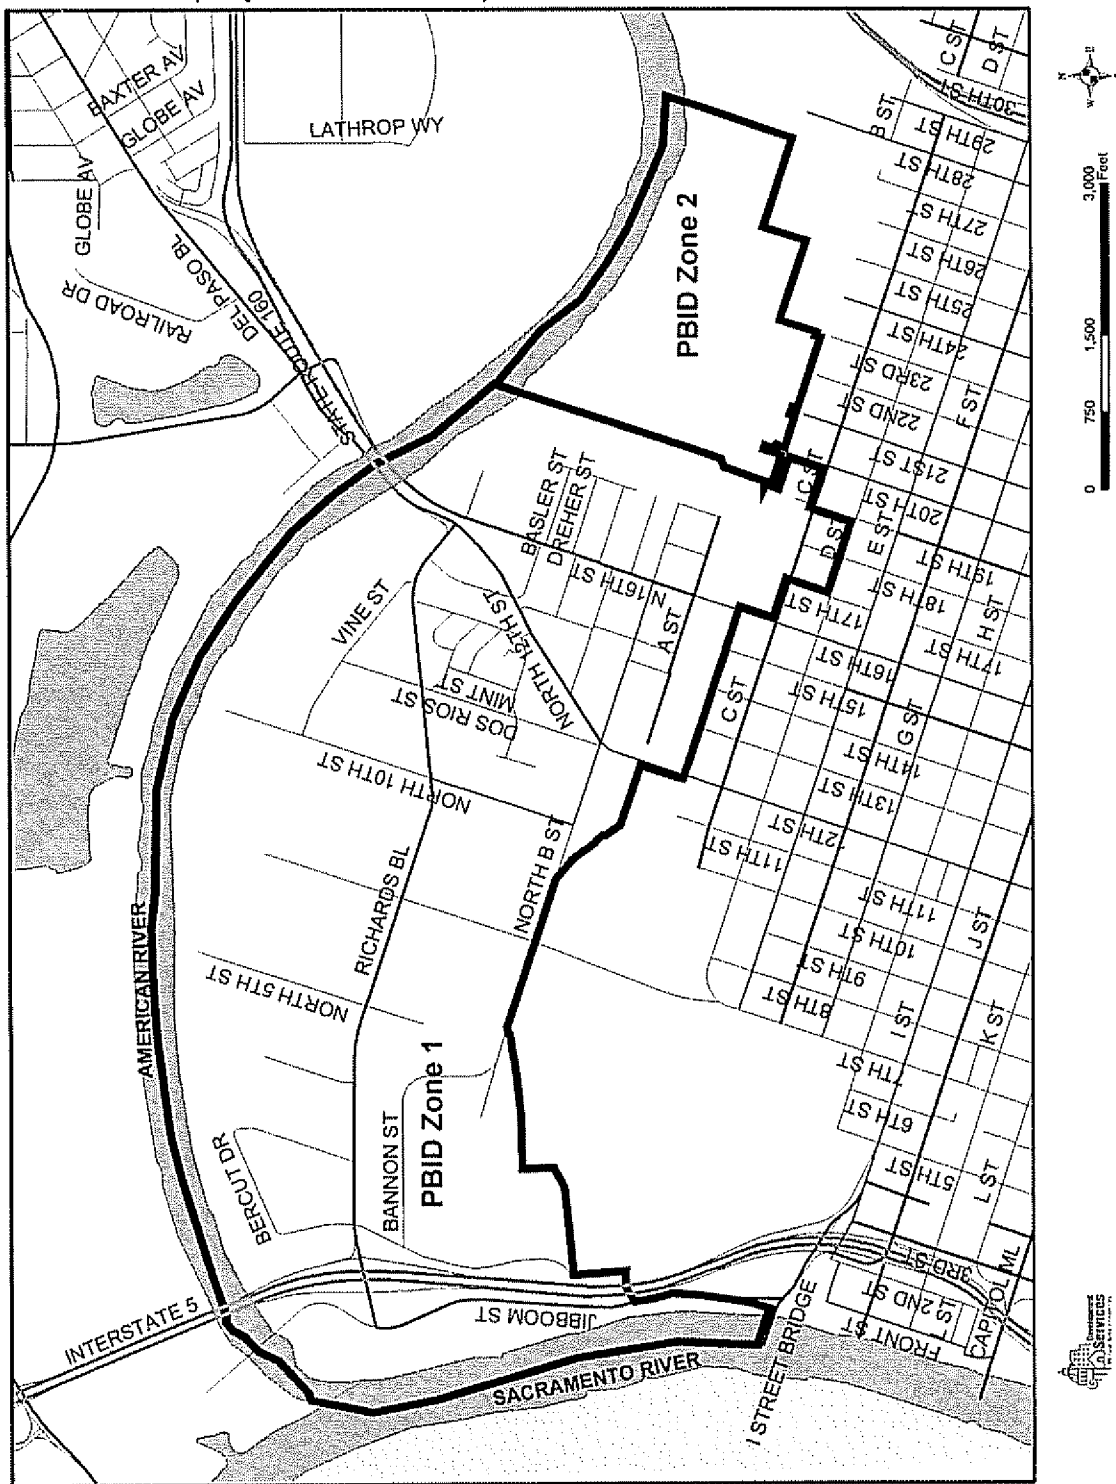 BAXTER AV
GLOBE AV
LATHROP WY
GLOBE AV
RAILROAD DR
DEL PASO BL
STATE ROUTE 160
C ST
D ST
30TH ST
B ST
29TH ST
28TH ST
27TH ST
26TH ST
25TH ST
24TH ST
23RD ST
22ND ST
F ST
21ST ST
20TH ST
PBID Zone 2
C ST
D ST
E ST
19TH ST
18TH ST
H ST
17TH ST
17TH ST
BASLER ST
DREHER ST
N 16TH ST
A ST
VINE ST
NORTH 12TH ST
MINT ST
DOS RIOS ST
NORTH 10TH ST
C ST
16TH ST
15TH ST
G ST
14TH ST
13TH ST
12TH ST
11TH ST
NORTH B ST
RICHARDS BL
AMERICAN RIVER
NORTH 5TH ST
11TH ST
10TH ST
J ST
9TH ST
8TH ST
I ST
K ST
7TH ST
6TH ST
5TH ST
L ST
PBID Zone 1
BANNON ST
BERCUT DR
INTERSTATE 5
JIBBOOM ST
SACRAMENTO RIVER
I STREET BRIDGE
3RD ST
2ND ST
FRONT ST
CAPITOL ML
N
E
S
W
0
750
1,500
3,000
Feet
Services